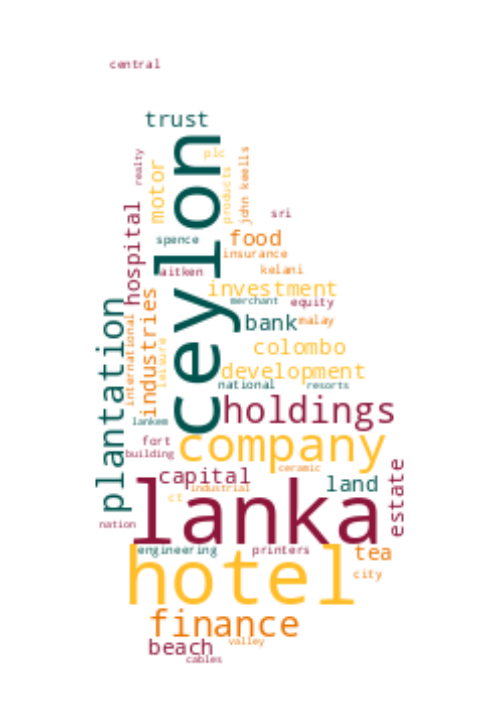 central
trust
ceylon
plc
john keells
realty
motor
products
hospital
sri
spence
food
insurance
aitken
kelani
investment
industries
plantation
merchant
equity
international
bank
malay
leisure
colombo
development
national
resorts
holdings
lankem
fort
company
building
ceramic
capital
estate
land
industrial
ct
lanka
nation
engineering
printers
tea
hotel
city
finance
beach
valley
cables